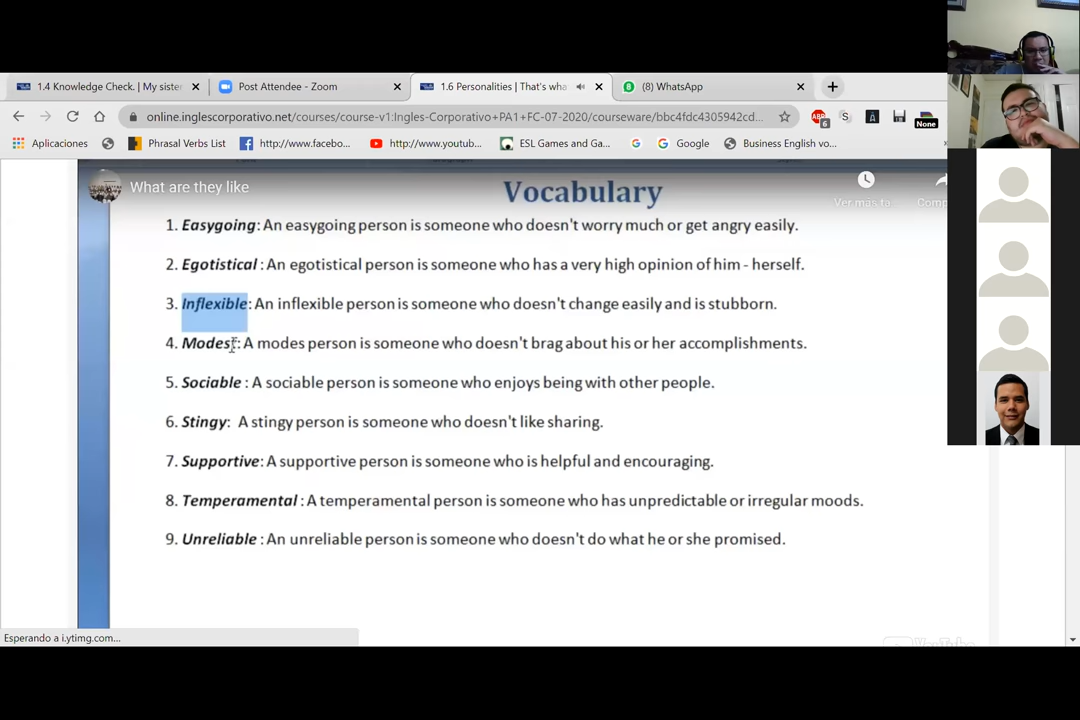 1.4 Knowledge Check. | My siste
Post Attendee - Zoom
1.6 Personalities | That's wha
(8) WhatsApp
online.inglescorporativo.net/courses/course-v1:Ingles-Corporativo+PA1+FC-07-2020/courseware/bbc4fdc4305942cd...
6
S
None
Aplicaciones
Phrasal Verbs List
http://www.facebo...
http://www.youtub...
ESL Games and Ga...
Google
Business English vo...
What are they like
Vocabulary
Ver más ta...
Comp
1. Easygoing: An easygoing person is someone who doesn't worry much or get angry easily.
2. Egotistical : An egotistical person is someone who has a very high opinion of him - herself.
3. Inflexible: An inflexible person is someone who doesn't change easily and is stubborn.
4. Modest: A modes person is someone who doesn't brag about his or her accomplishments.
5. Sociable : A sociable person is someone who enjoys being with other people.
6. Stingy: A stingy person is someone who doesn't like sharing.
7. Supportive: A supportive person is someone who is helpful and encouraging.
8. Temperamental : A temperamental person is someone who has unpredictable or irregular moods.
9. Unreliable : An unreliable person is someone who doesn't do what he or she promised.
Esperando a i.ytimg.com...
YouTube